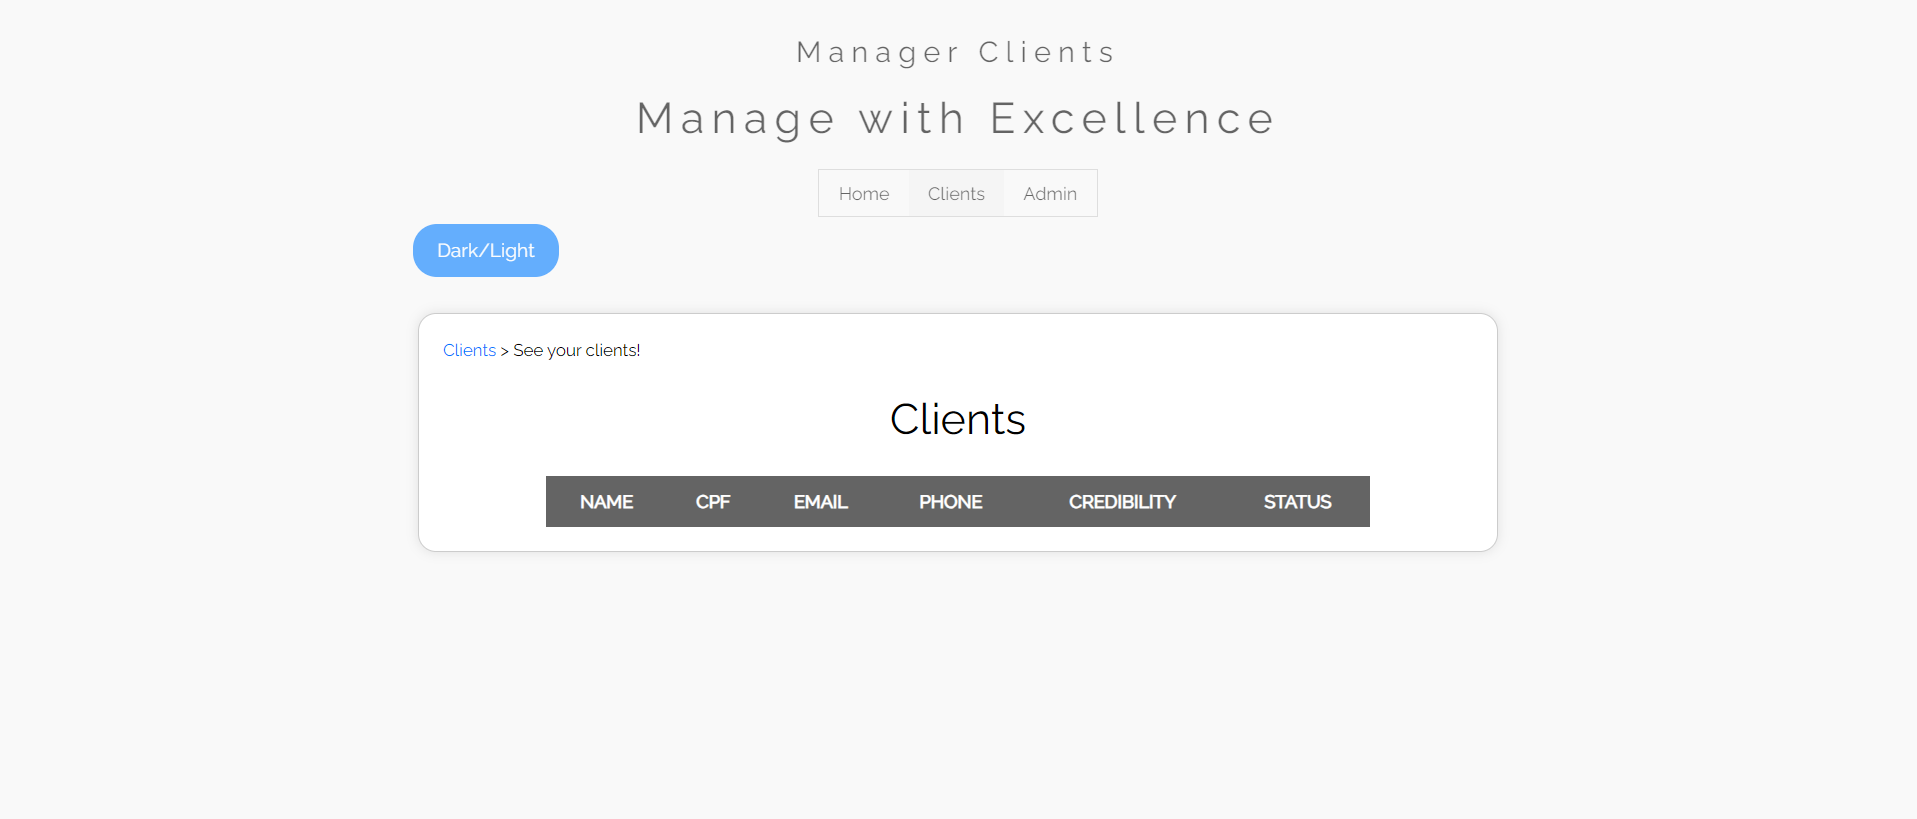 Manager Clients
Manage with Excellence
Home Clients Admin
Dark/Light
Clients > See your clients!
Clients
NAME CPF EMAIL PHONE CREDIBILITY STATUS